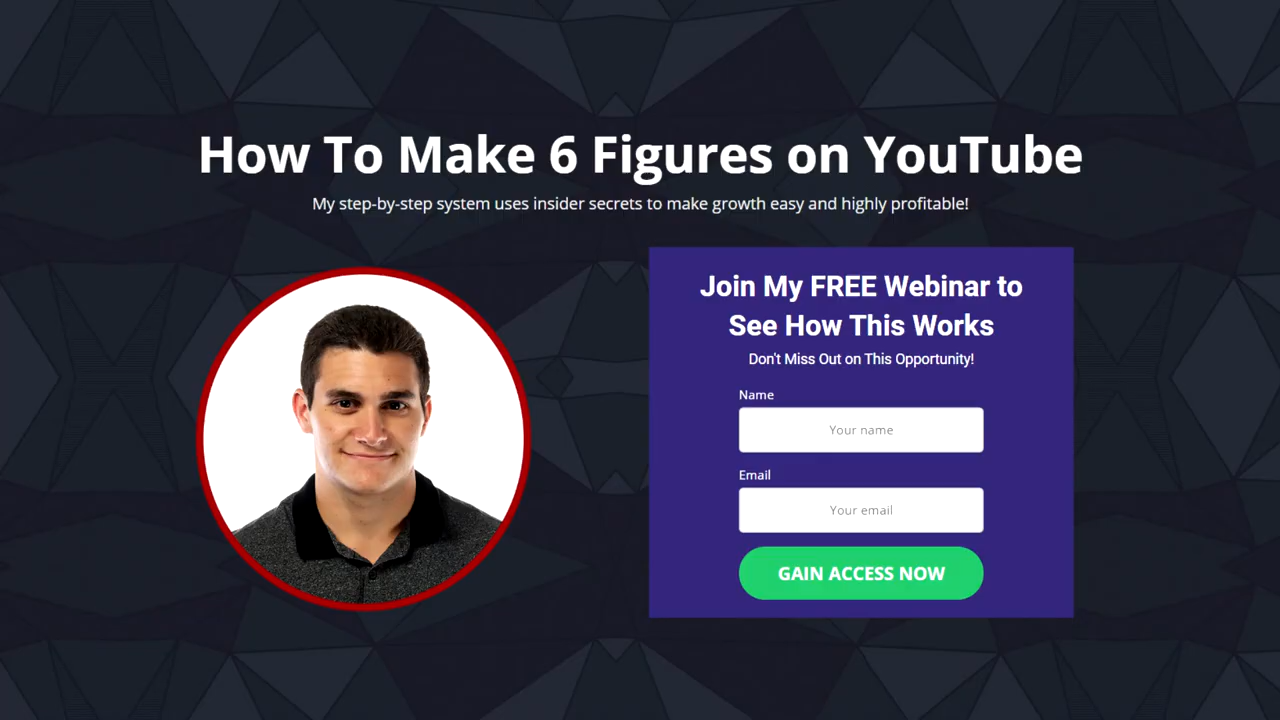 How To Make 6 Figures on YouTube
My step-by-step system uses insider secrets to make growth easy and highly profitable!
Join My FREE Webinar to
See How This Works
Don't Miss Out on This Opportunity!
Name
Your name
Email
Your email
GAIN ACCESS NOW